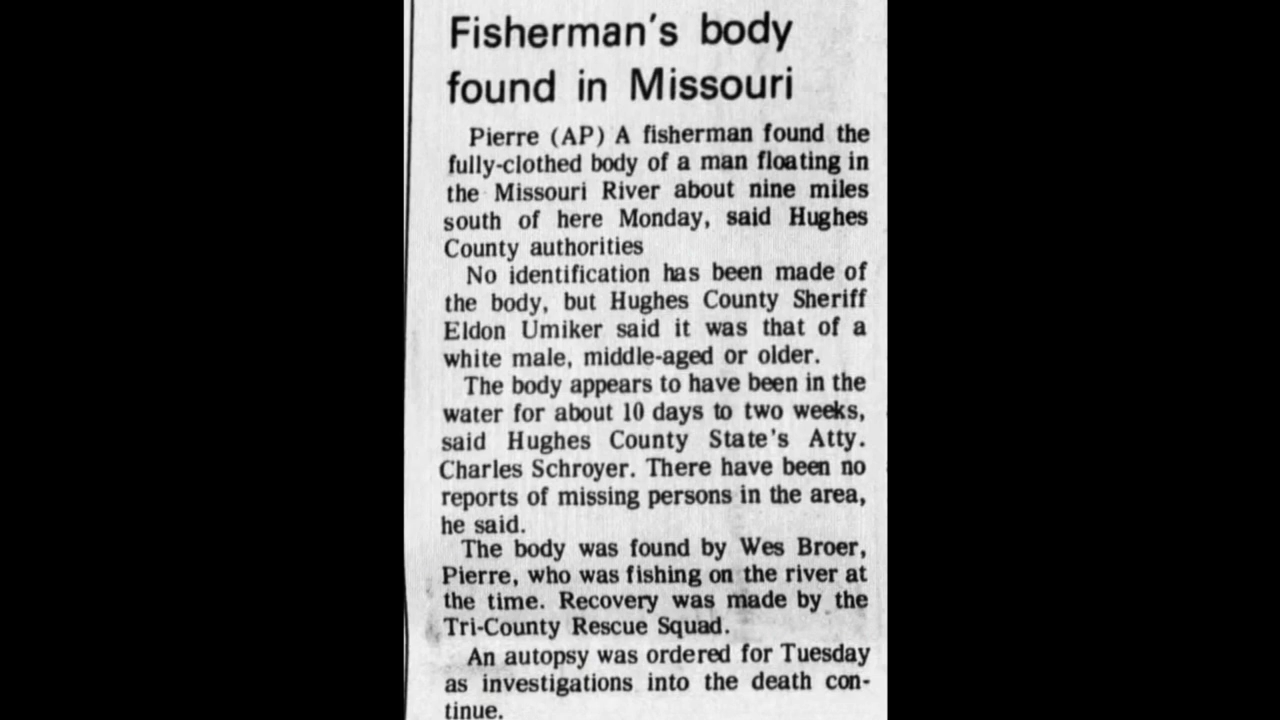 Fisherman's body
found in Missouri
Pierre (AP) A fisherman found the
fully-clothed body of a man floating in
the Missouri River about nine miles
south of here Monday, said Hughes
County authorities
No identification has been made of
the body, but Hughes County Sheriff
Eldon Umiker said it was that of a
white male, middle-aged or older.
The body appears to have been in the
water for about 10 days to two weeks,
said Hughes County State's Atty.
Charles Schroyer. There have been no
reports of missing persons in the area,
he said.
The body was found by Wes Broer,
Pierre, who was fishing on the river at
the time. Recovery was made by the
Tri-County Rescue Squad.
An autopsy was ordered for Tuesday
as investigations into the death con-
tinue.